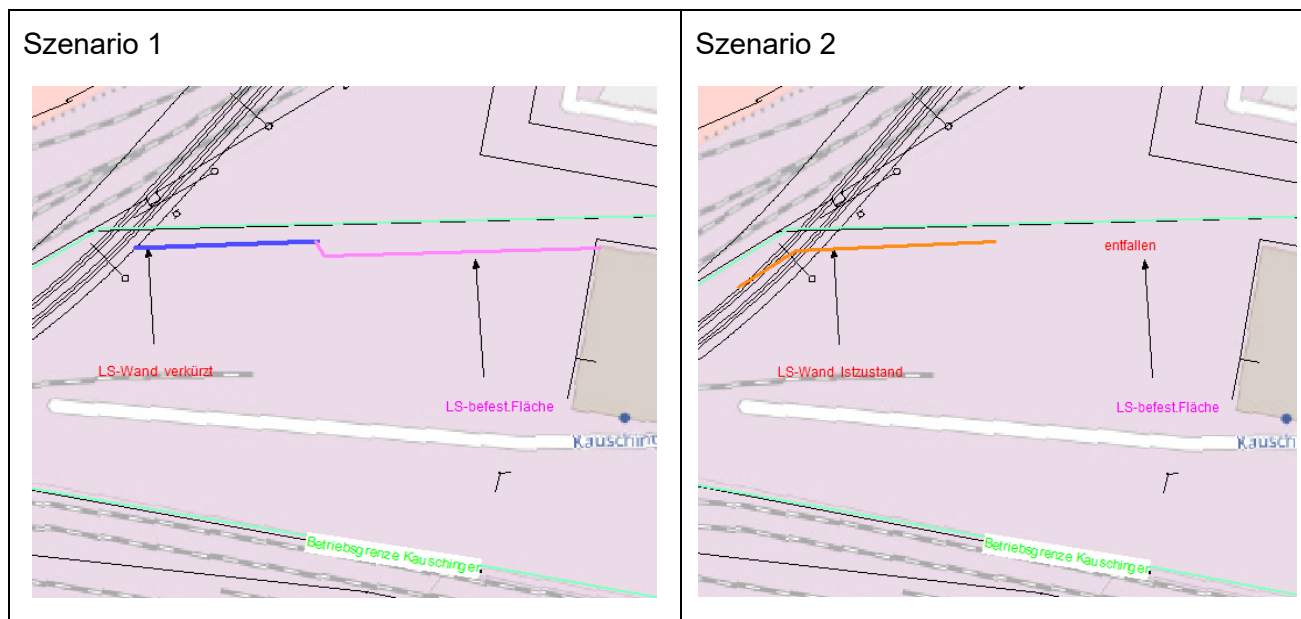 Szenario 1
LS-Wand verkürzt
LS-befest.Fläche
Kauschin
Betriebsgrenze Kauschinger
Szenario 2
entfallen
LS-Wand Istzustand
LS-befest.Fläche
Kausch
Betriebsgrenze Kauschinger